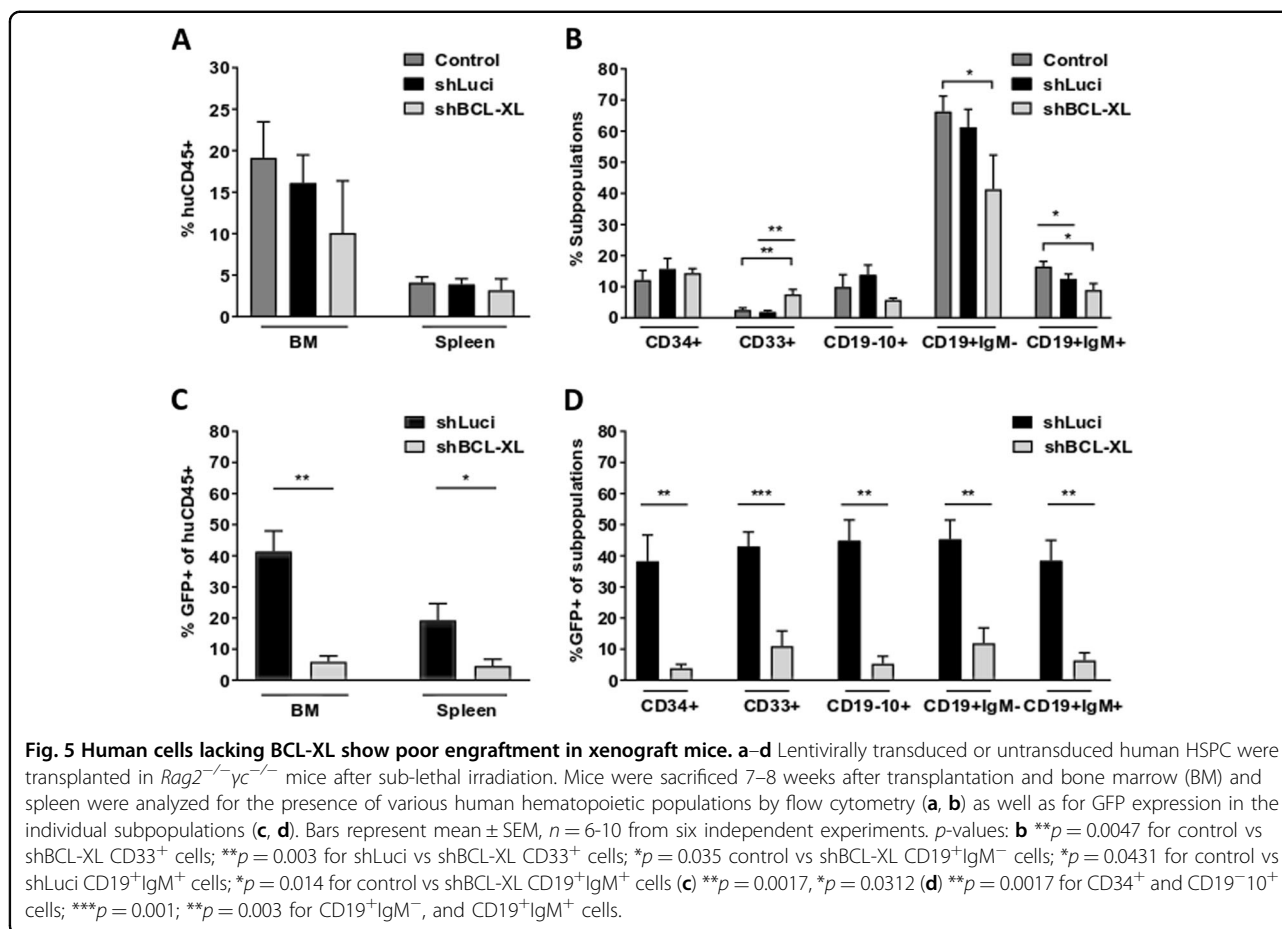 A
Control
shLuci
shBCL-XL
% huCD45+
30
25
20
15
10
5
0
BM
Spleen
B
Control
shLuci
shBCL-XL
% Subpopulations
80
70
60
50
40
30
20
10
0
**
**
*
*
*
CD34+
CD33+
CD19-10+
CD19+IgM-
CD19+IgM+
C
shLuci
shBCL-XL
% GFP+ of huCD45+
80
70
60
50
40
30
20
10
0
**
*
BM
Spleen
D
shLuci
shBCL-XL
%GFP+ of subpopulations
80
70
60
50
40
30
20
10
0
**
***
**
**
**
CD34+
CD33+
CD19-10+
CD19+IgM-
CD19+IgM+
Fig. 5 Human cells lacking BCL-XL show poor engraftment in xenograft mice. a–d Lentivirally transduced or untransduced human HSPC were
transplanted in Rag2−/−γc−/− mice after sub-lethal irradiation. Mice were sacrificed 7–8 weeks after transplantation and bone marrow (BM) and
spleen were analyzed for the presence of various human hematopoietic populations by flow cytometry (a, b) as well as for GFP expression in the
individual subpopulations (c, d). Bars represent mean ± SEM, n = 6-10 from six independent experiments. p-values: b **p = 0.0047 for control vs
shBCL-XL CD33+ cells; **p = 0.003 for shLuci vs shBCL-XL CD33+ cells; *p = 0.035 control vs shBCL-XL CD19+IgM− cells; *p = 0.0431 for control vs
shLuci CD19+IgM+ cells; *p = 0.014 for control vs shBCL-XL CD19+IgM+ cells (c) **p = 0.0017, *p = 0.0312 (d) **p = 0.0017 for CD34+ and CD19−10+
cells; ***p = 0.001; **p = 0.003 for CD19+IgM−, and CD19+IgM+ cells.